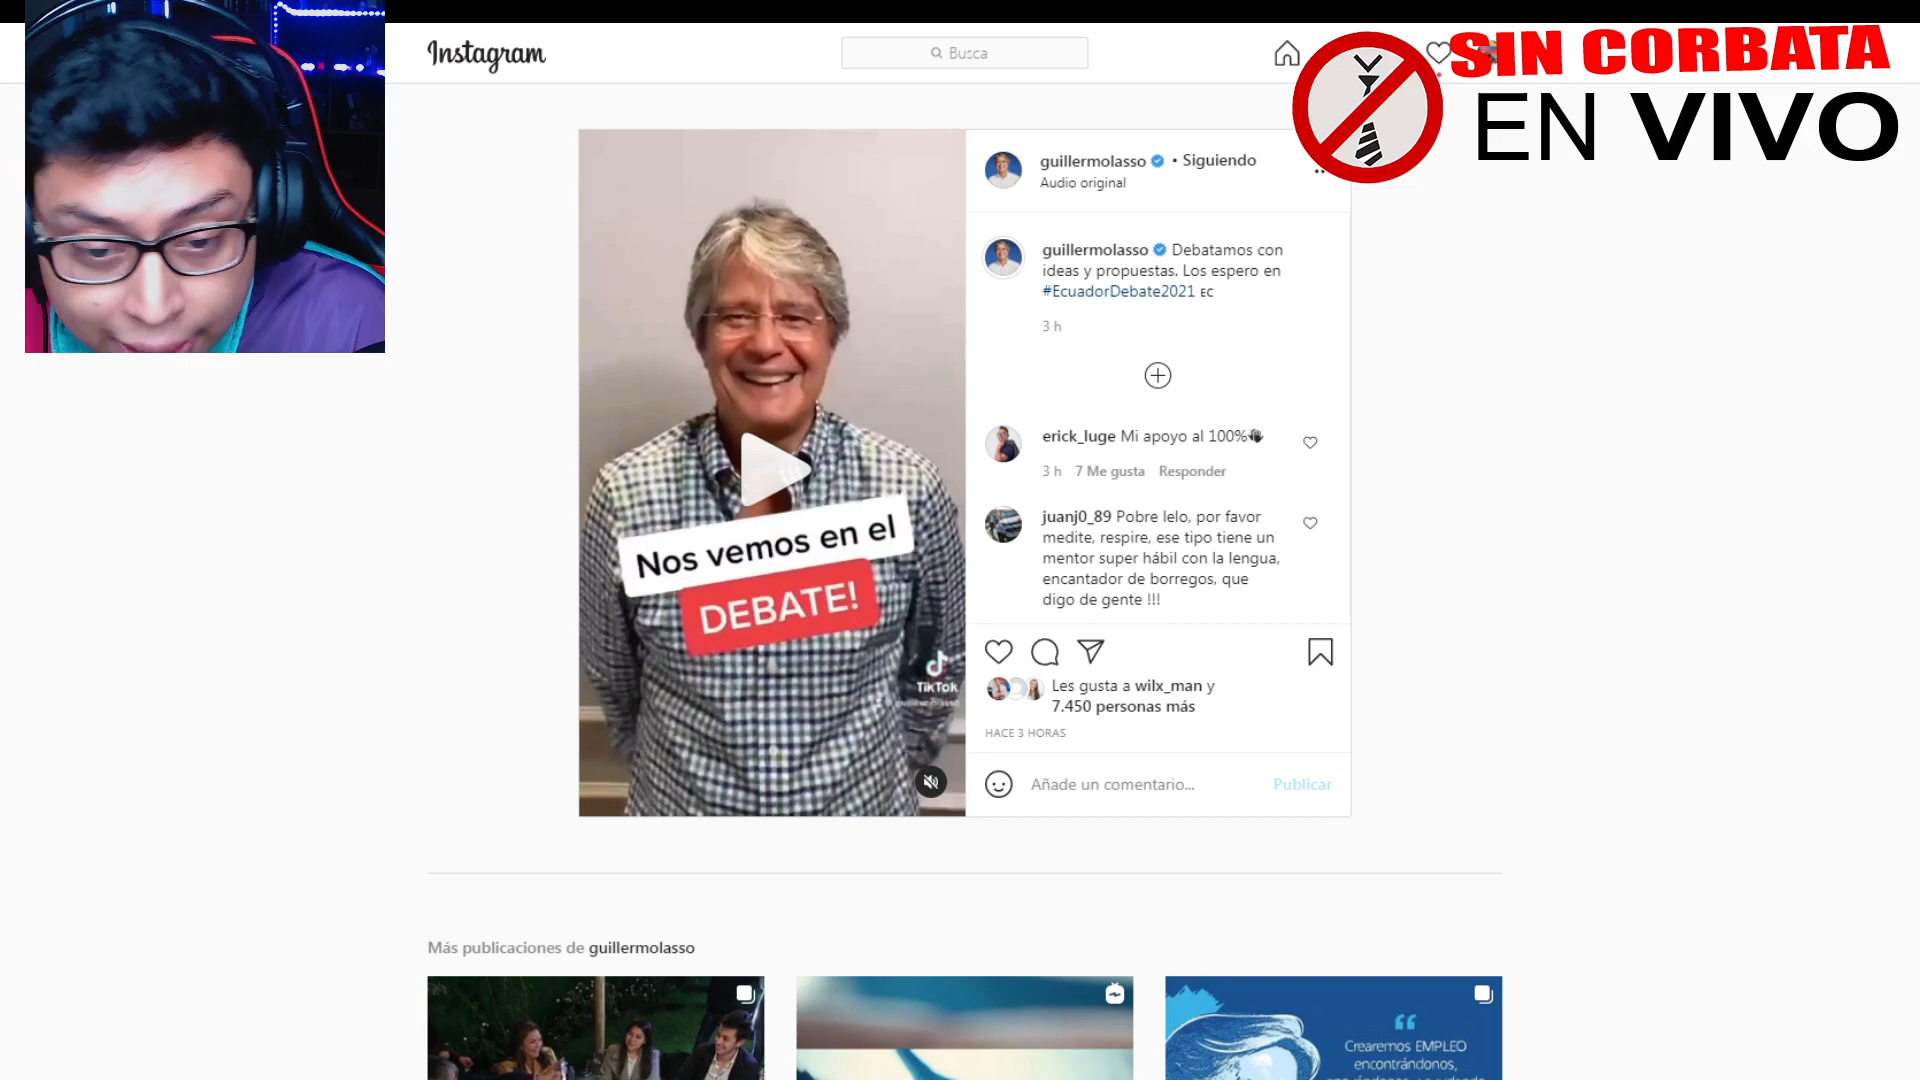 Instagram
Busca
SIN CORBATA
EN VIVO
guillermolasso • Siguiendo
Audio original
guillermolasso Debatamos con
ideas y propuestas. Los espero en
#EcuadorDebate2021 EC
3 h
erick_luge Mi apoyo al 100%
3 h 7 Me gusta Responder
juanj0_89 Pobre lelo, por favor
medite, respire, ese tipo tiene un
mentor super hábil con la lengua,
encantador de borregos, que
digo de gente !!!
Les gusta a wilx_man y
7.450 personas más
HACE 3 HORAS
Añade un comentario... Publicar
Nos vemos en el
DEBATE!
TikTok
Más publicaciones de guillermolasso
Crearemos EMPLEO
encontrándonos,